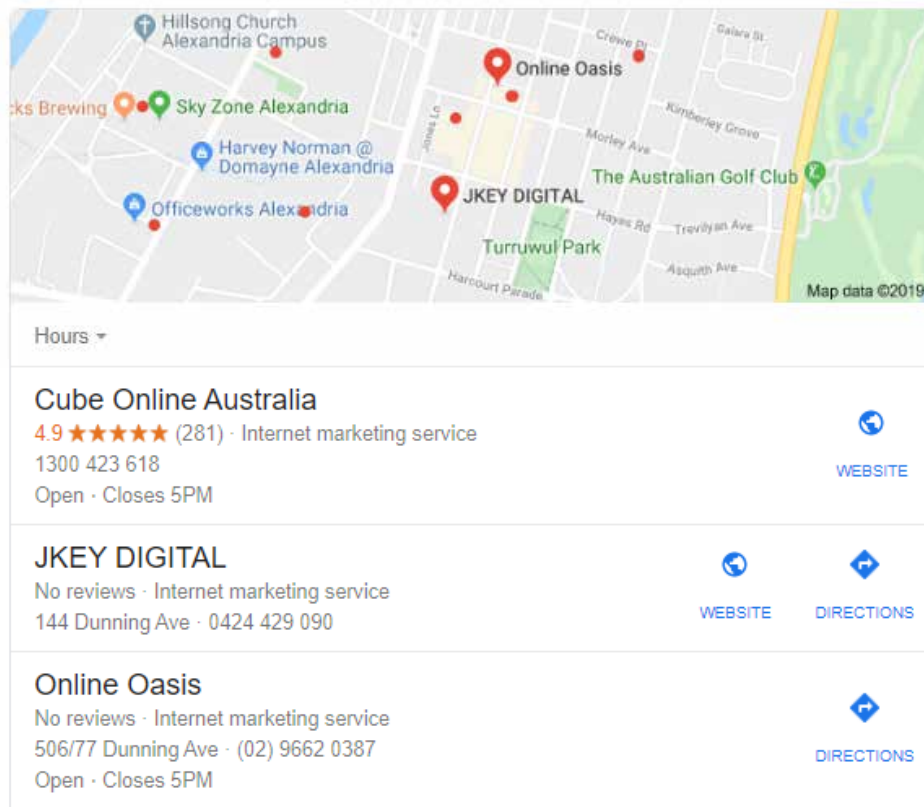 Hillsong Church
Alexandria Campus
Crewe Pl
Gaiara St
Online Oasis
cks Brewing
Sky Zone Alexandria
Jones Ln
Kimberley Grove
Harvey Norman @
Domayne Alexandria
Morley Ave
The Australian Golf Club
JKEY DIGITAL
Officeworks Alexandria
Hayes Rd
Trevilyan Ave
Turruwul Park
Asquith Ave
Harcourt Parade
Map data ©2019
Hours
Cube Online Australia
4.9 ★★★★★ (281) · Internet marketing service
1300 423 618
Open · Closes 5PM
WEBSITE
JKEY DIGITAL
No reviews · Internet marketing service
144 Dunning Ave · 0424 429 090
WEBSITE
DIRECTIONS
Online Oasis
No reviews · Internet marketing service
506/77 Dunning Ave · (02) 9662 0387
Open · Closes 5PM
DIRECTIONS